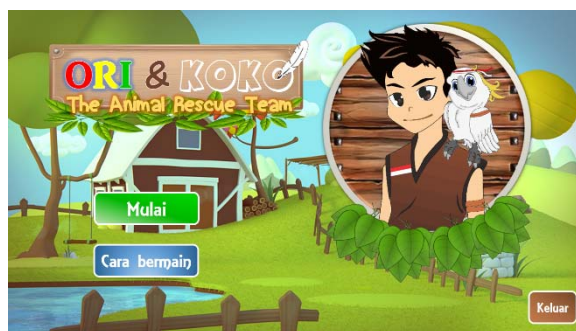 ORI & KOKO
The Animal Rescue Team
Mulai
Cara bermain
Keluar